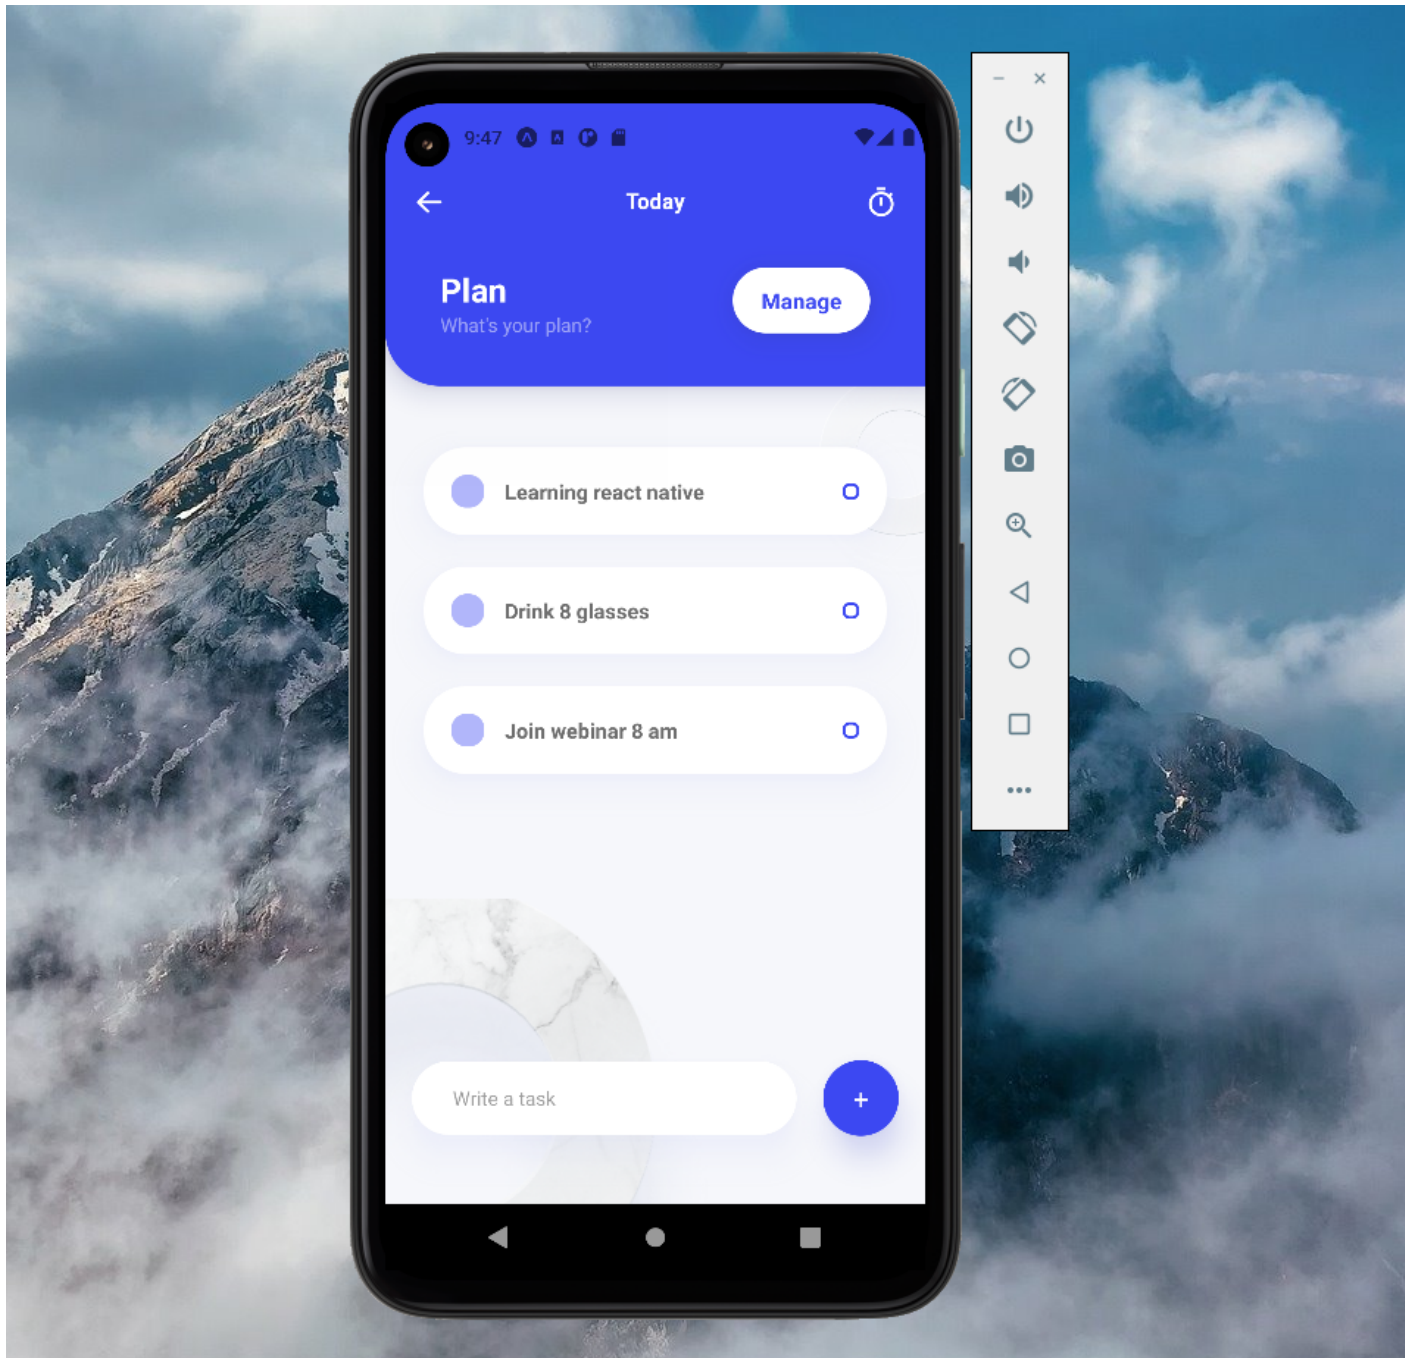 9:47
Today
Plan
What's your plan?
Manage
Learning react native
Drink 8 glasses
Join webinar 8 am
Write a task
+